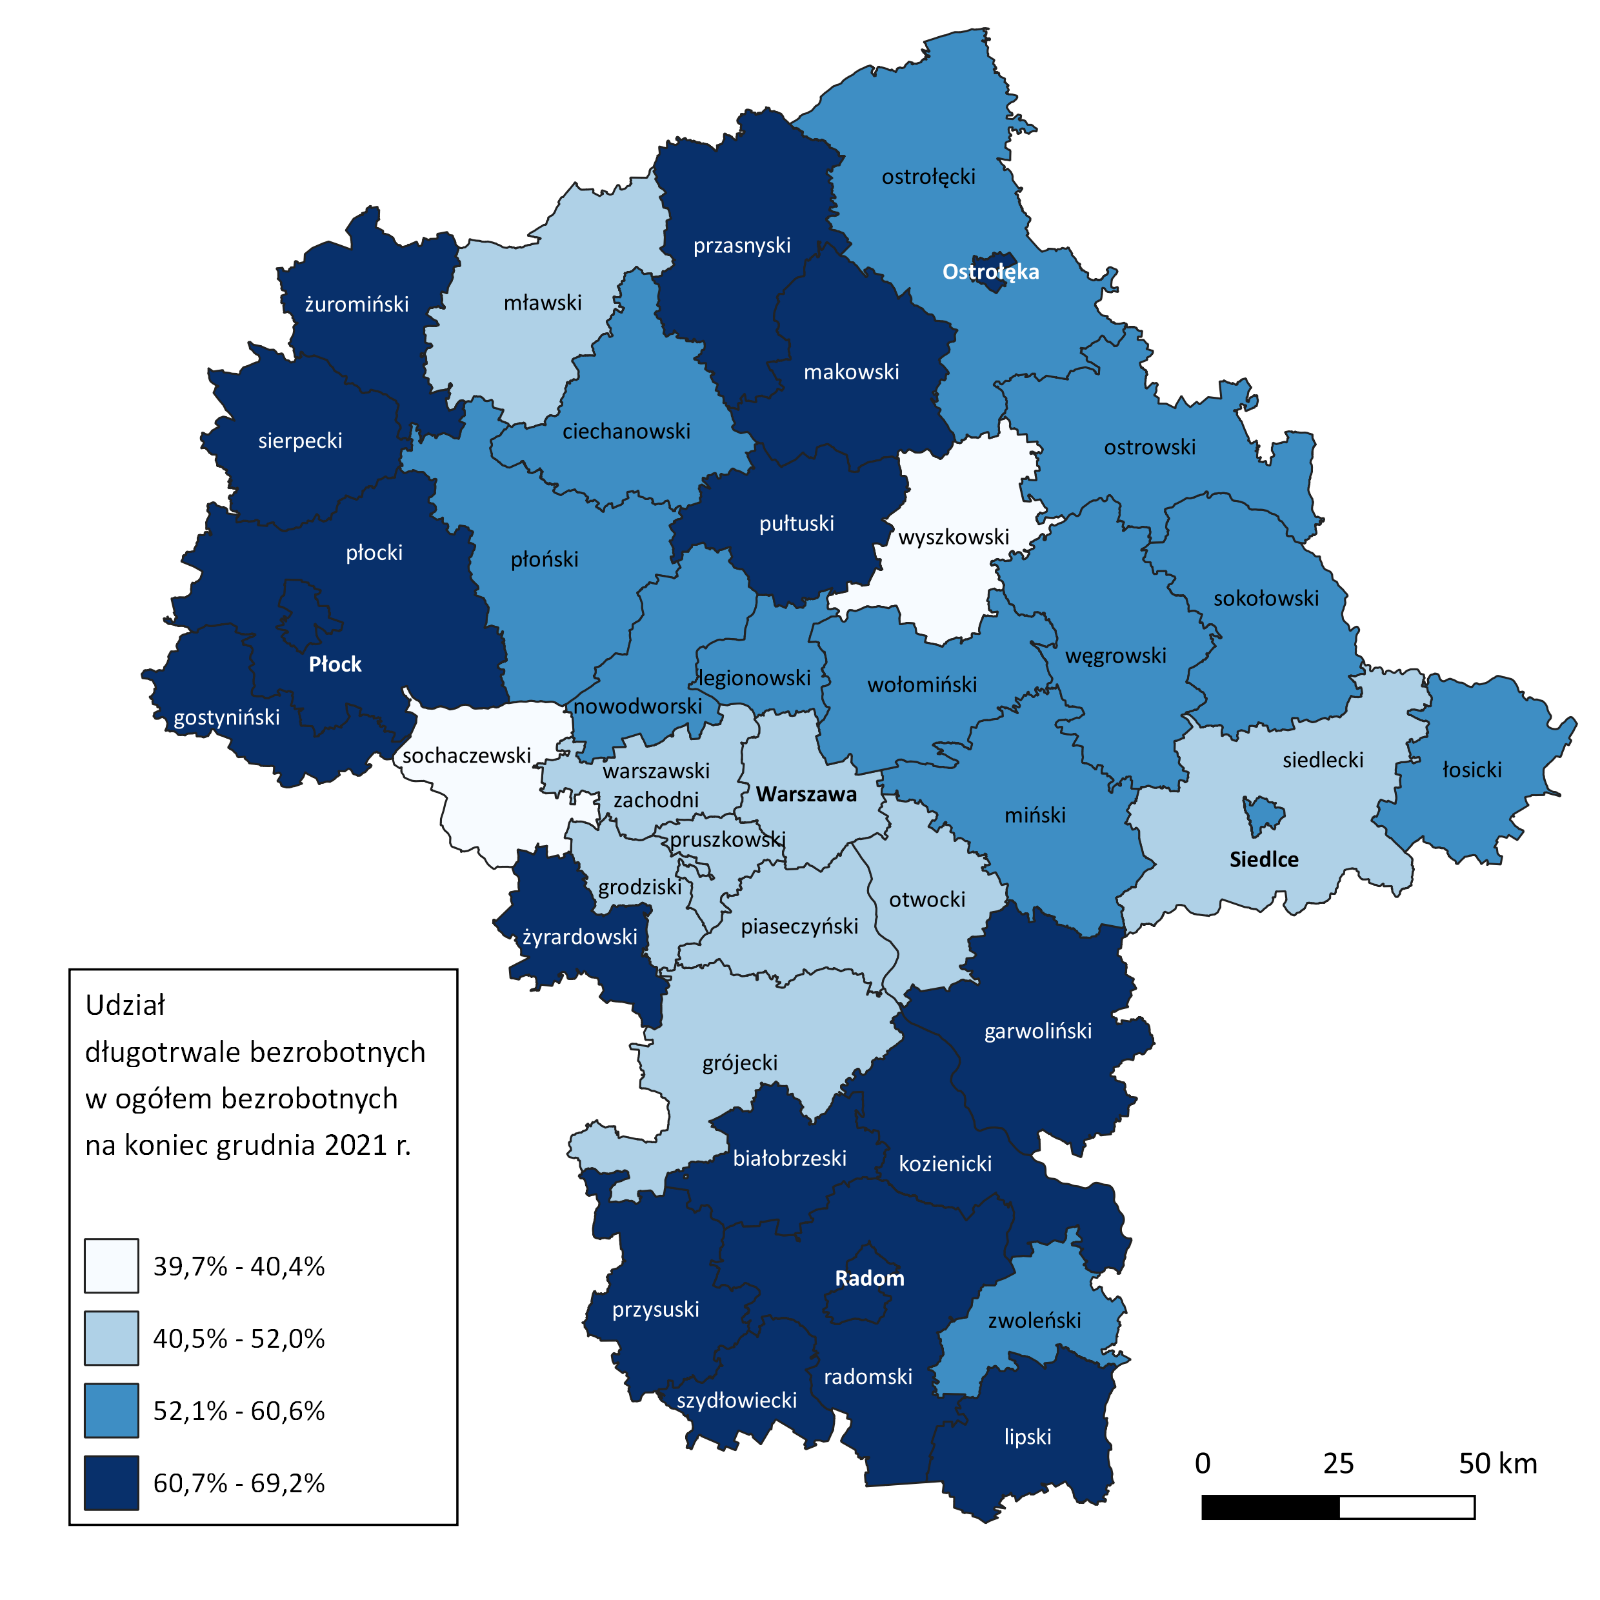 ostrołęcki
przasnyski
Ostrołęka
żuromiński
mławski
makowski
ciechanowski
sierpecki
ostrowski
pułtuski
wyszkowski
płocki
płoński
sokołowski
węgrowski
Płock
legionowski
wołomiński
nowodworski
gostyniński
sochaczewski
siedlecki
warszawski
zachodni
łosicki
Warszawa
miński
pruszkowski
Siedlce
grodziski
otwocki
piaseczyński
żyrardowski
garwoliński
grójecki
białobrzeski
kozienicki
Radom
przysuski
zwoleński
radomski
szydłowiecki
lipski
Udział
długotrwale bezrobotnych
w ogółem bezrobotnych
na koniec grudnia 2021 r.
39,7% - 40,4%
40,5% - 52,0%
52,1% - 60,6%
60,7% - 69,2%
0 25 50 km